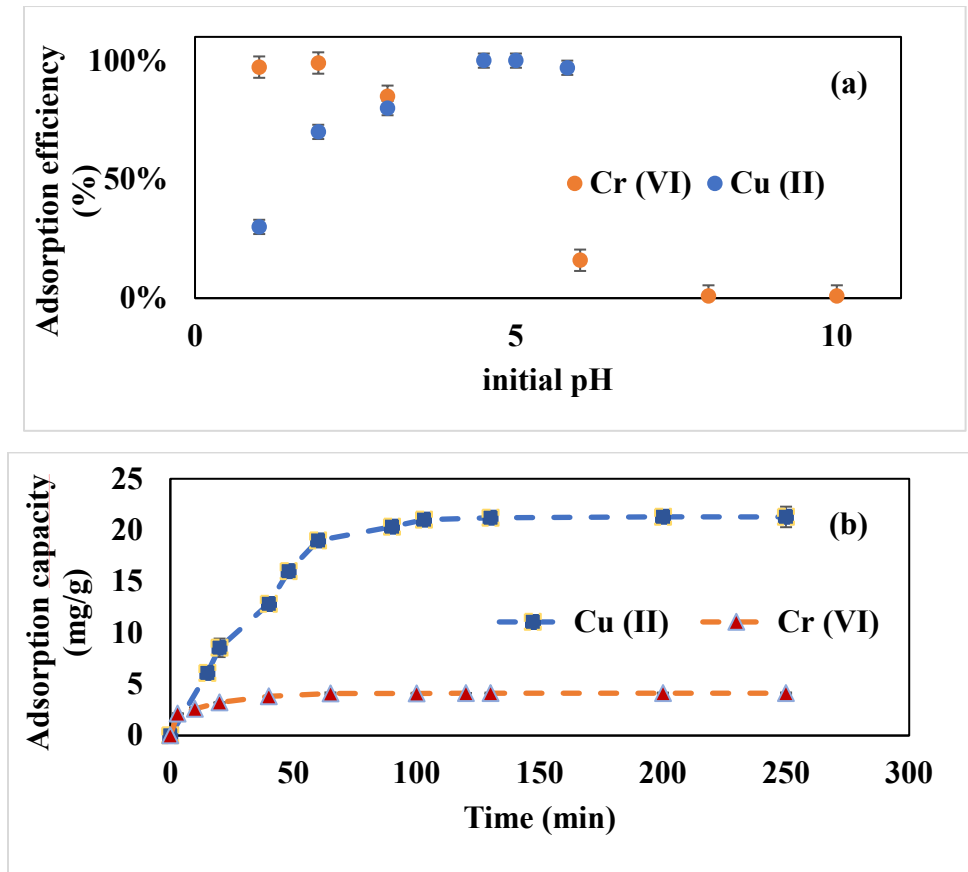 100%
50%
0%
Adsorption efficiency
(%)
(a)
Cr (VI)
Cu (II)
0
5
10
initial pH
25
20
15
10
5
0
Adsorption capacity
(mg/g)
(b)
Cu (II)
Cr (VI)
0
50
100
150
200
250
300
Time (min)